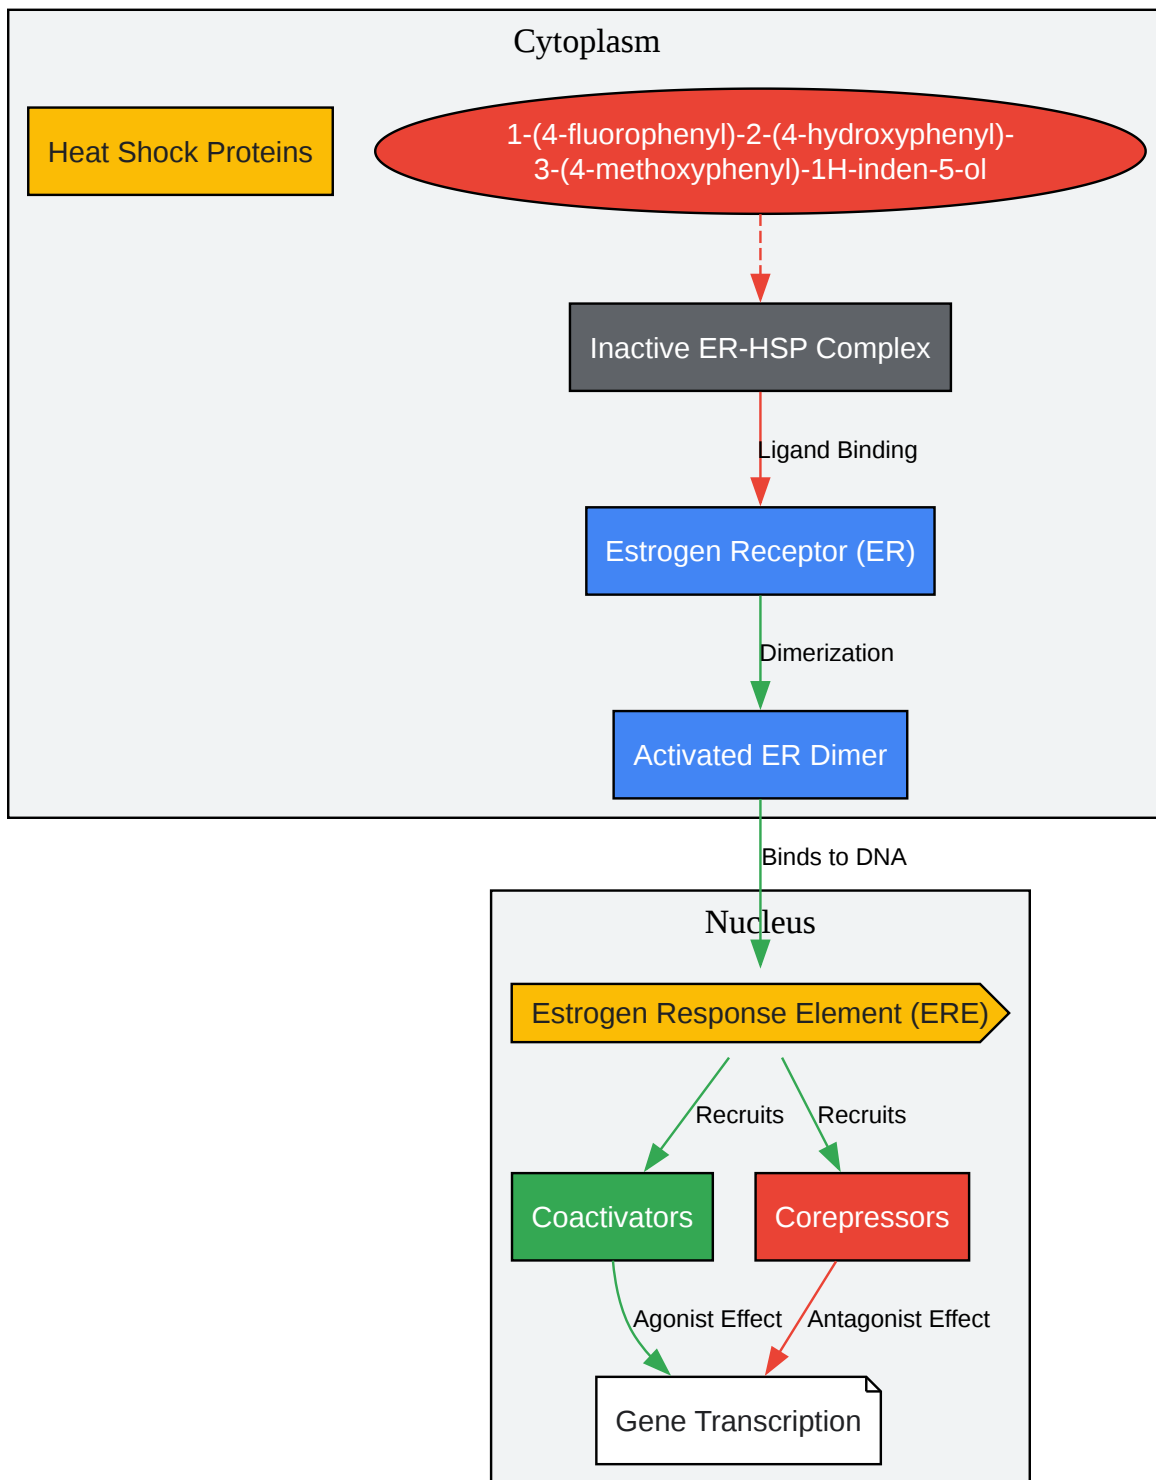 Cytoplasm
Heat Shock Proteins
1-(4-fluorophenyl)-2-(4-hydroxyphenyl)-
3-(4-methoxyphenyl)-1H-inden-5-ol
Inactive ER-HSP Complex
Ligand Binding
Estrogen Receptor (ER)
Dimerization
Activated ER Dimer
Binds to DNA
Nucleus
Estrogen Response Element (ERE)
Recruits
Recruits
Coactivators
Corepressors
Agonist Effect
Antagonist Effect
Gene Transcription